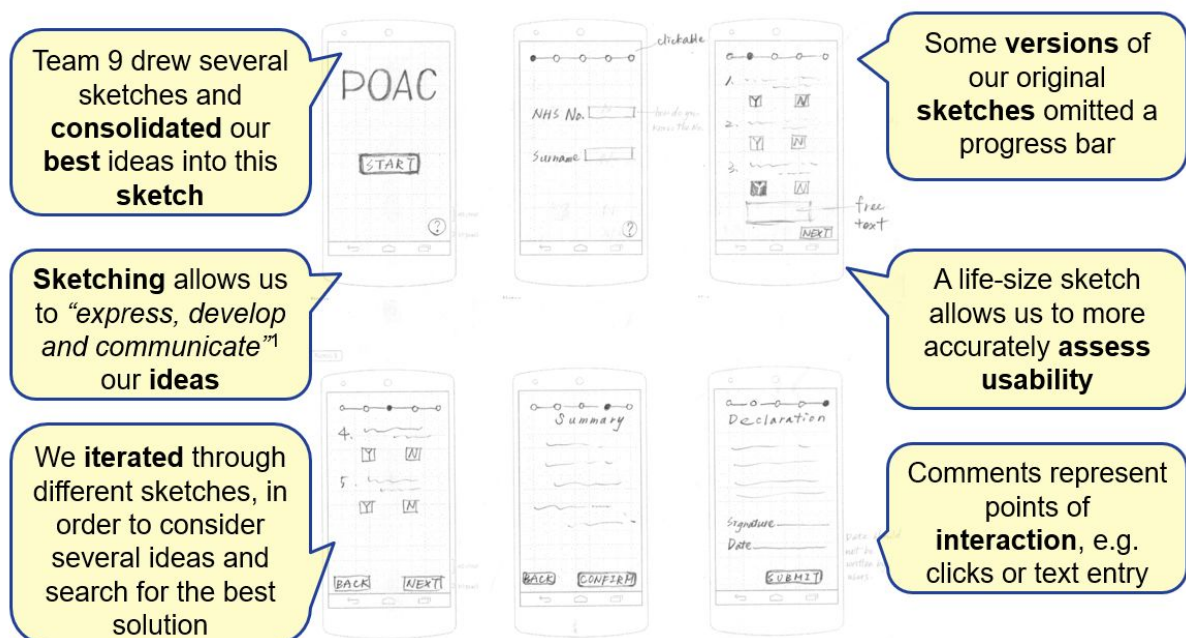 Team 9 drew several
sketches and
consolidated our
best ideas into this
sketch
POAC
START
?
clickable
NHS No.
Surname
?
1.
Y N
2.
Y N
3.
Y N
free
text
NEXT
Some versions of
our original
sketches omitted a
progress bar
Sketching allows us
to “express, develop
and communicate”1
our ideas
A life-size sketch
allows us to more
accurately assess
usability
We iterated through
different sketches, in
order to consider
several ideas and
search for the best
solution
4.
Y N
5.
Y N
BACK NEXT
Summary
BACK CONFIRM
Declaration
Signature
Date
SUBMIT
Comments represent
points of
interaction, e.g.
clicks or text entry